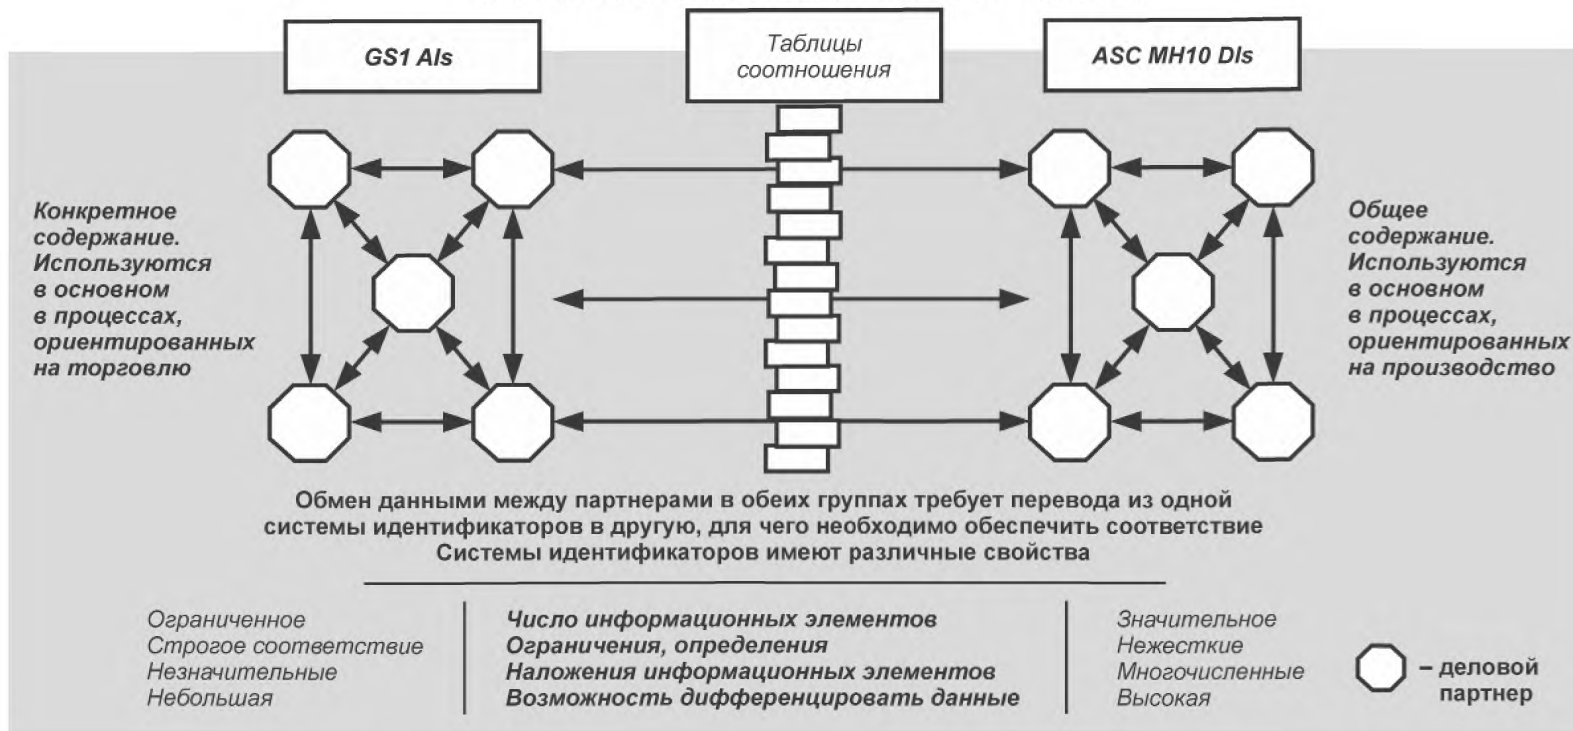 GS1 AIs
Таблицы
соотношения
ASC MH10 DIs
Конкретное
содержание.
Используются
в основном
в процессах,
ориентированных
на торговлю
Общее
содержание.
Используются
в основном
в процессах,
ориентированных
на производство
Обмен данными между партнерами в обеих группах требует перевода из одной
системы идентификаторов в другую, для чего необходимо обеспечить соответствие
Системы идентификаторов имеют различные свойства
Ограниченное
Строгое соответствие
Незначительные
Небольшая
Число информационных элементов
Ограничения, определения
Наложения информационных элементов
Возможность дифференцировать данные
Значительное
Нежесткие
Многочисленные
Высокая
– деловой
партнер